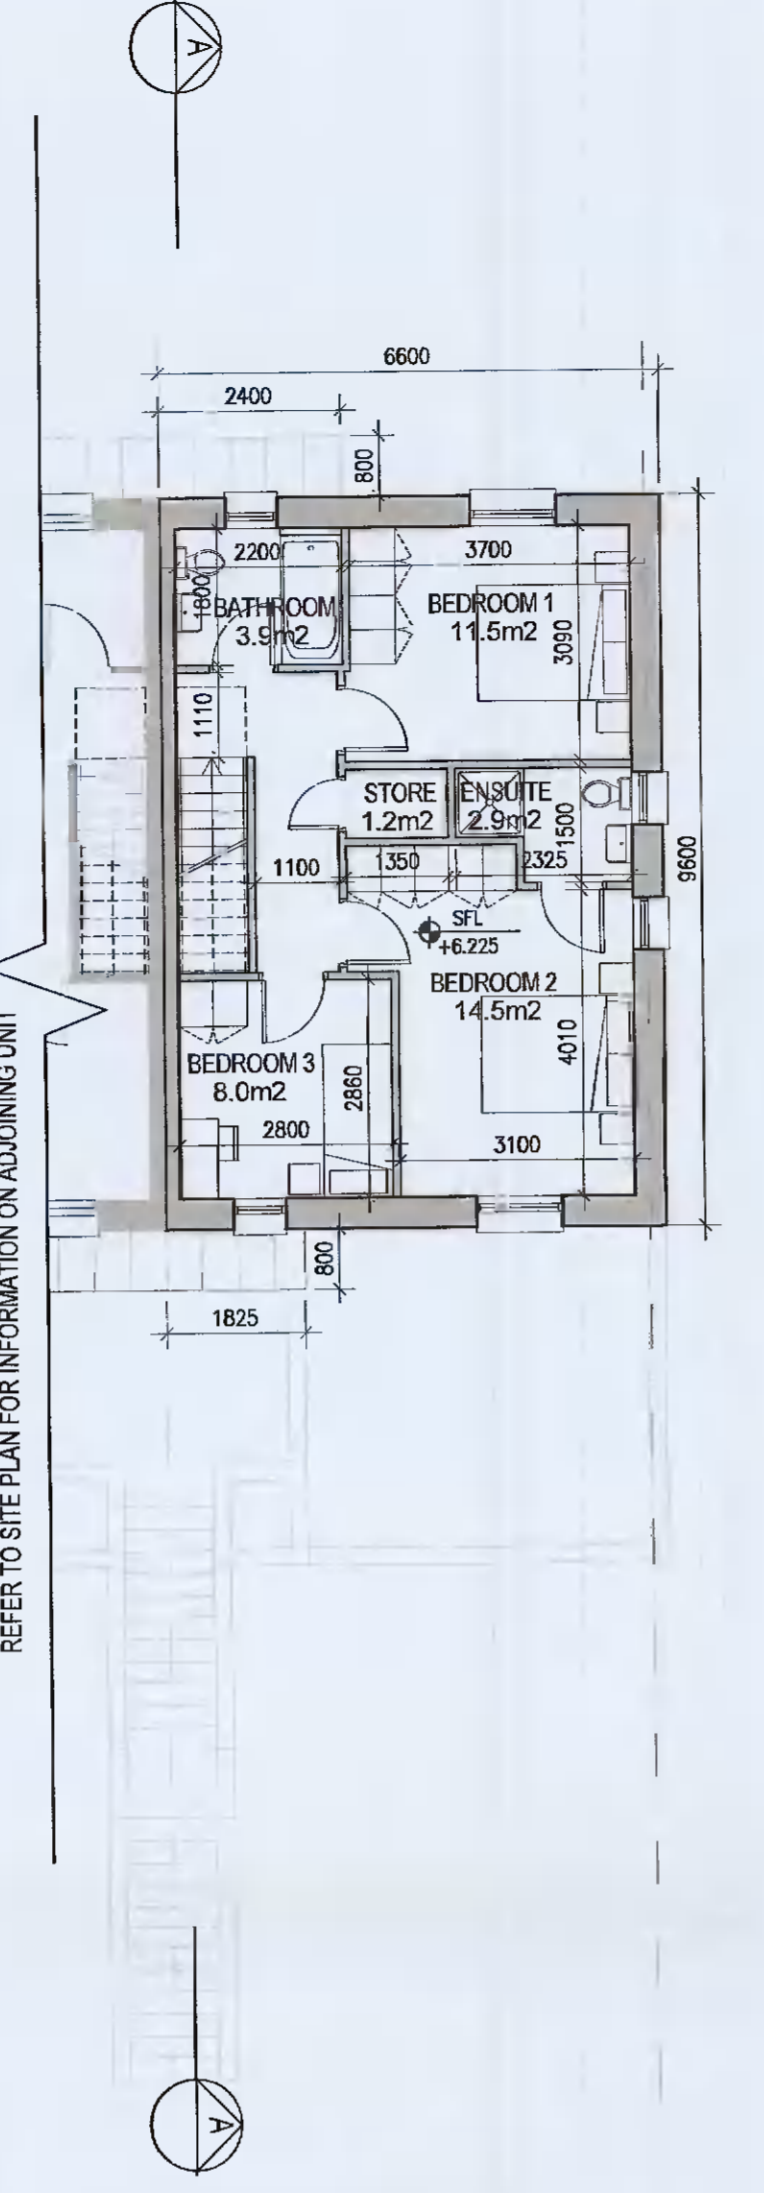 A
6600
2400
800
2200
3700
1800
BATHROOM
3.9m2
BEDROOM 1
11.5m2
3090
1110
STORE
1.2m2
ENSUITE
2.9m2
1500
9600
1100
1350
2325
SFL
+6.225
BEDROOM 2
14.5m2
4010
BEDROOM 3
8.0m2
2860
2800
3100
800
1825
REFER TO SITE PLAN FOR INFORMATION ON ADJOINING UNIT
A